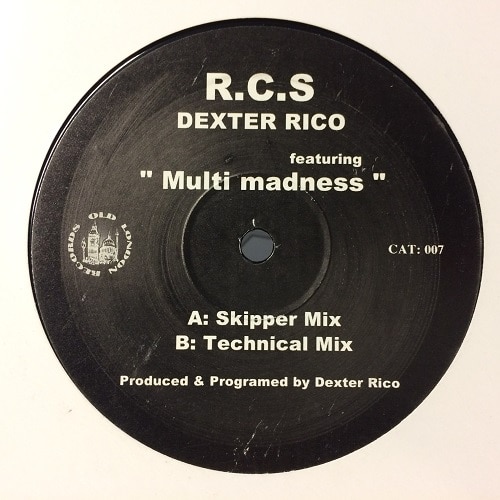 R.C.S
DEXTER RICO
featuring
" Multi madness "
OLD LONDON RECORDS
CAT: 007
A: Skipper Mix
B: Technical Mix
Produced & Programed by Dexter Rico